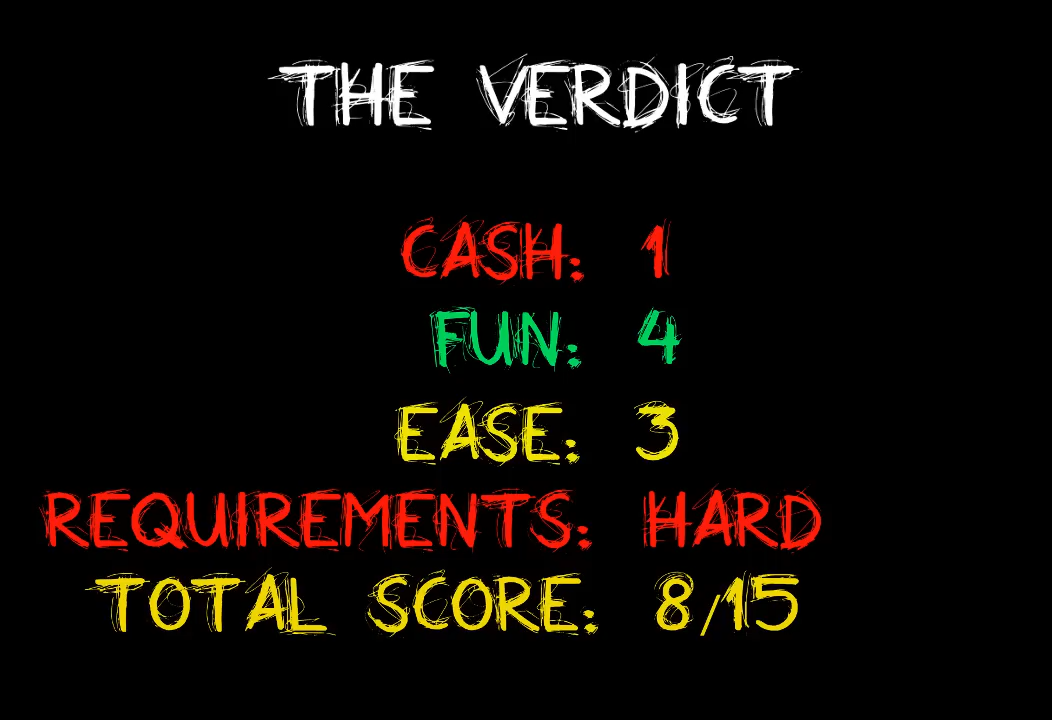 THE VERDICT
CASH: 1
FUN: 4
EASE: 3
REQUIREMENTS: HARD
TOTAL SCORE: 8/15